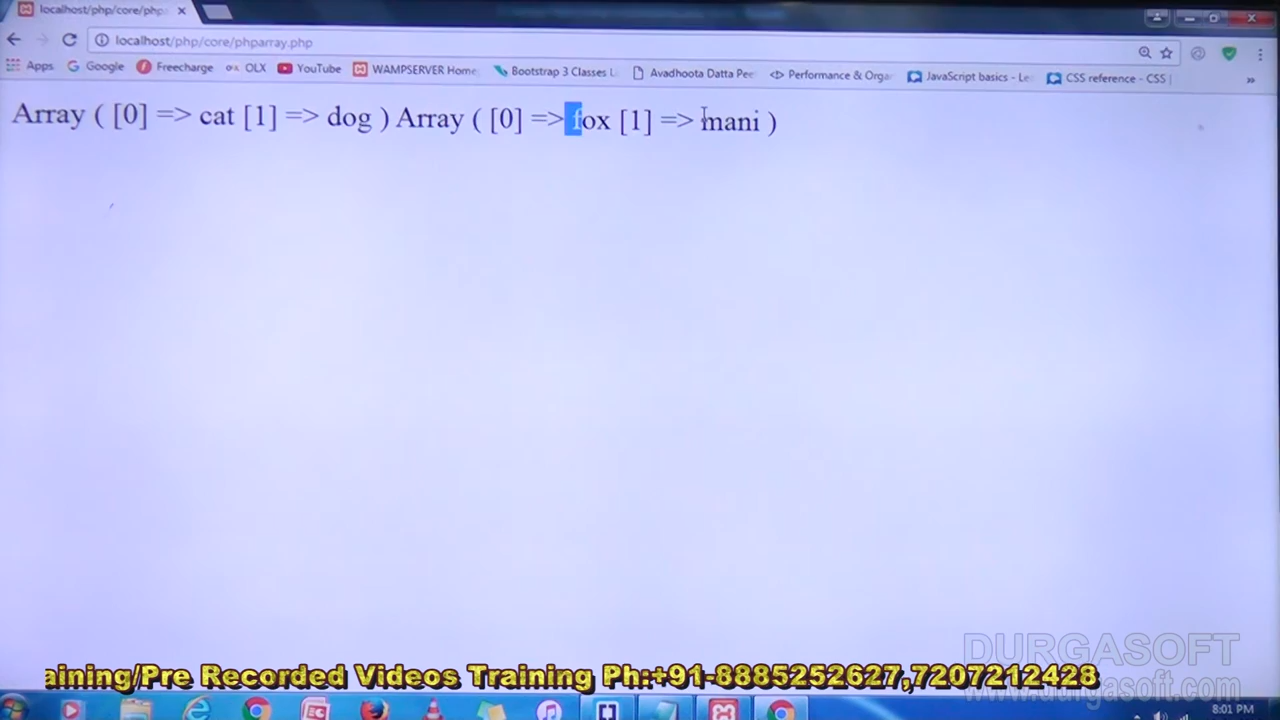 localhost/php/core/php
localhost/php/core/phparray.php
Apps Google Freecharge OLX YouTube WAMPSERVER Home Bootstrap 3 Classes Avadhoota Datta Pee Performance & Orga JavaScript basics - Le CSS reference - CSS »
Array ( [0] => cat [1] => dog ) Array ( [0] => fox [1] => mani )
DURGASOFT
aining/Pre Recorded Videos Training Ph:+91-8885252627,7207212428
www.durgasoft.com
8:01 PM